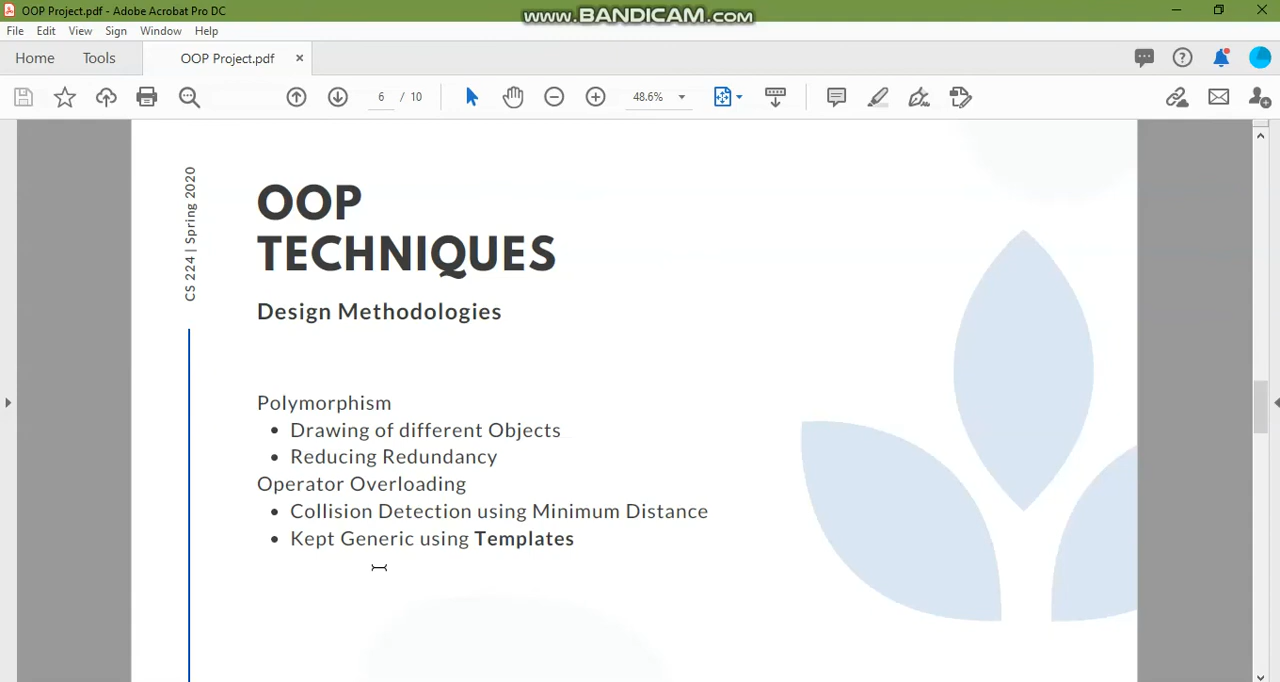 OOP Project.pdf - Adobe Acrobat Pro DC
www.BANDICAM.com
File Edit View Sign Window Help
Home Tools OOP Project.pdf ×
6 / 10 48.6%
CS 224 | Spring 2020
OOP
TECHNIQUES
Design Methodologies
Polymorphism
• Drawing of different Objects
• Reducing Redundancy
Operator Overloading
• Collision Detection using Minimum Distance
• Kept Generic using Templates